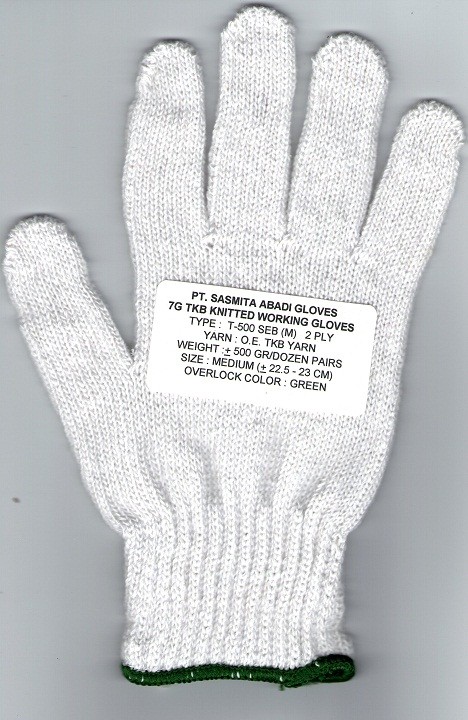 PT. SASMITA ABADI GLOVES
7G TKB KNITTED WORKING GLOVES
TYPE : T-500 SEB (M) 2 PLY
YARN : O.E. TKB YARN
WEIGHT :± 500 GR/DOZEN PAIRS
SIZE : MEDIUM (± 22.5 - 23 CM)
OVERLOCK COLOR : GREEN